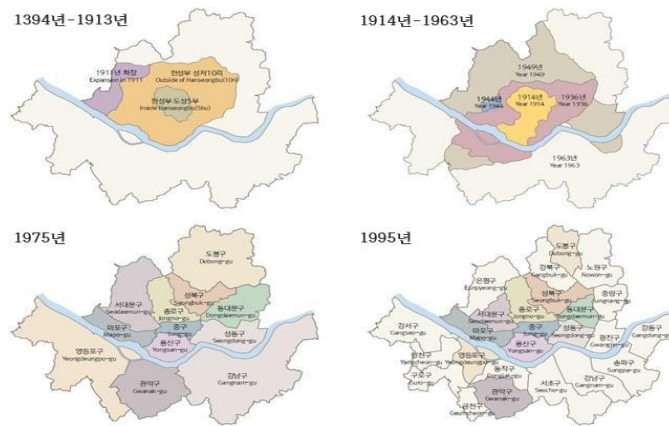 1394년-1913년
1914년-1963년
1911년 확장
Expansion in 1911
한성부 성저10리
Outside of Hanseongbu(10ri)
한성부 도성5부
Inside Hanseongbu(5bu)
1949년
Year 1949
1944년
Year 1944
1914년
Year 1914
1936년
Year 1936
1963년
Year 1963
1975년
1995년
도봉구
Dobong-gu
성북구
Seongbuk-gu
서대문구
Seodaemun-gu
종로구
Jongno-gu
동대문구
Dongdaemun-gu
마포구
Mapo-gu
중구
Jung-gu
성동구
Seongdong-gu
용산구
Yongsan-gu
영등포구
Yeongdeungpo-gu
관악구
Gwanak-gu
강남구
Gangnam-gu
도봉구
Dobong-gu
강북구
Gangbuk-gu
노원구
Nowon-gu
은평구
Eunpyeong-gu
성북구
Seongbuk-gu
중랑구
Jungnang-gu
서대문구
Seodaemun-gu
종로구
Jongno-gu
동대문구
Dongdaemun-gu
강서구
Gangseo-gu
마포구
Mapo-gu
중구
Jung-gu
성동구
Seongdong-gu
광진구
Gwangjin-gu
강동구
Gangdong-gu
용산구
Yongsan-gu
양천구
Yangcheon-gu
영등포구
Yeongdeungpo-gu
동작구
송파구
Songpa-gu
구로구
Guro-gu
서초구
Seocho-gu
강남구
Gangnam-gu
관악구
Gwanak-gu
금천구
Geumcheon-gu